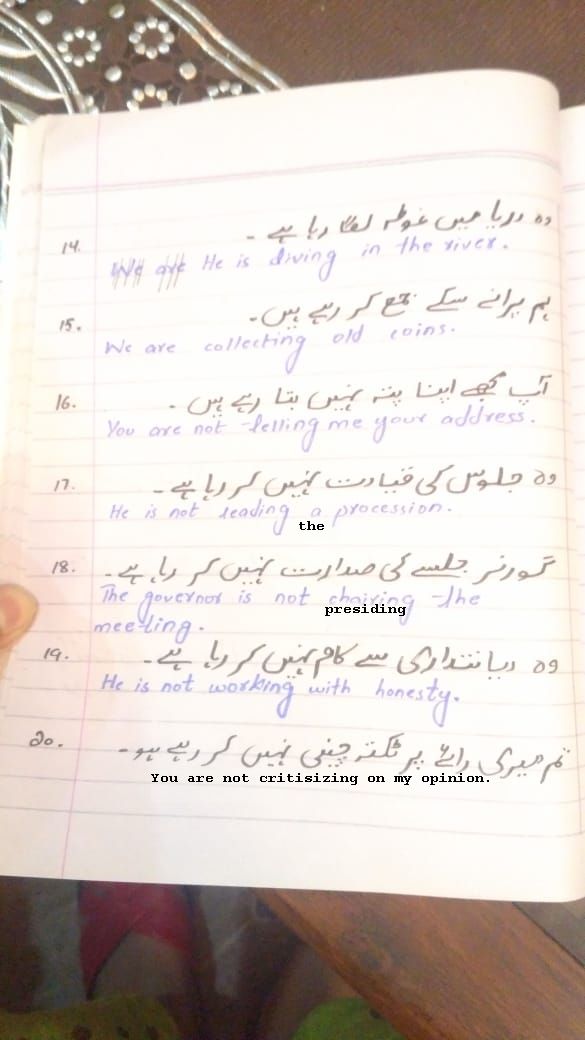 14. وہ دریا میں غوطہ لگا رہا ہے۔
We are He is diving in the river.
15. ہم پرانے سکے جمع کر رہے ہیں۔
We are collecting old coins.
16. آپ مجھے اپنا پتہ نہیں بتا رہے ہیں۔
You are not telling me your address.
17. وہ جلوس کی قیادت نہیں کر رہا ہے۔
He is not leading a procession.
the
18. گورنر جلسے کی صدارت نہیں کر رہا ہے۔
The governor is not chairing the
presiding
meeting.
19. وہ دیانتداری سے کام نہیں کر رہا ہے۔
He is not working with honesty.
20. تم میری رائے پر نکتہ چینی نہیں کر رہے ہو۔
You are not critisizing on my opinion.